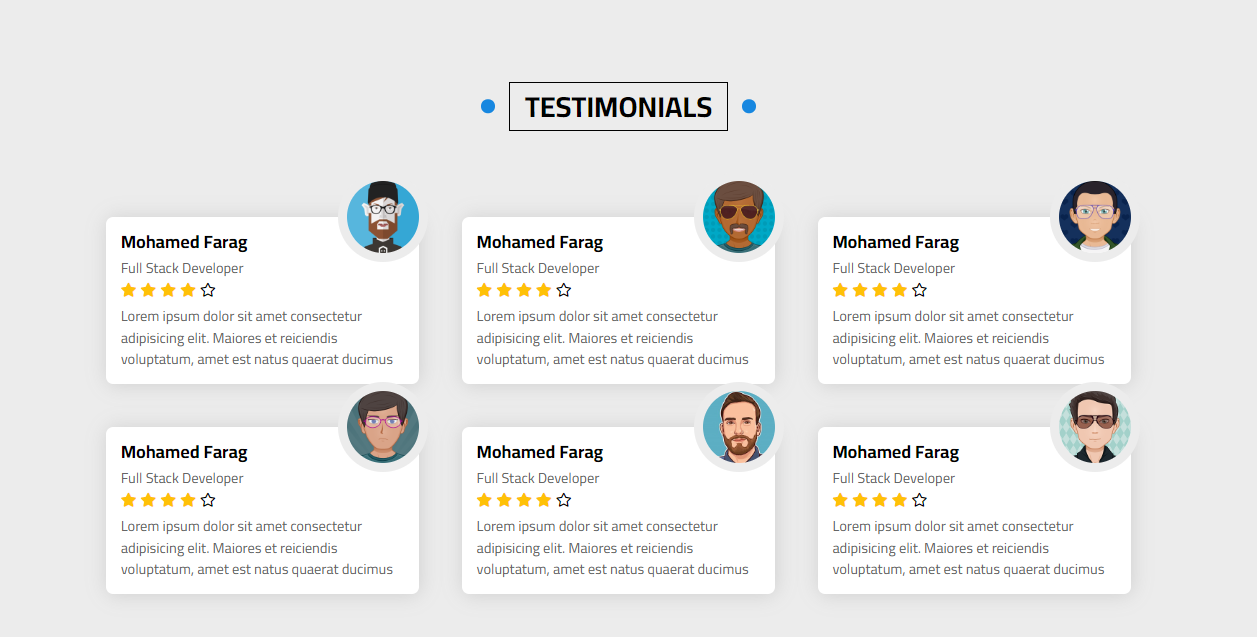 TESTIMONIALS
Mohamed Farag
Full Stack Developer
Lorem ipsum dolor sit amet consectetur
adipisicing elit. Maiores et reiciendis
voluptatum, amet est natus quaerat ducimus
Mohamed Farag
Full Stack Developer
Lorem ipsum dolor sit amet consectetur
adipisicing elit. Maiores et reiciendis
voluptatum, amet est natus quaerat ducimus
Mohamed Farag
Full Stack Developer
Lorem ipsum dolor sit amet consectetur
adipisicing elit. Maiores et reiciendis
voluptatum, amet est natus quaerat ducimus
Mohamed Farag
Full Stack Developer
Lorem ipsum dolor sit amet consectetur
adipisicing elit. Maiores et reiciendis
voluptatum, amet est natus quaerat ducimus
Mohamed Farag
Full Stack Developer
Lorem ipsum dolor sit amet consectetur
adipisicing elit. Maiores et reiciendis
voluptatum, amet est natus quaerat ducimus
Mohamed Farag
Full Stack Developer
Lorem ipsum dolor sit amet consectetur
adipisicing elit. Maiores et reiciendis
voluptatum, amet est natus quaerat ducimus